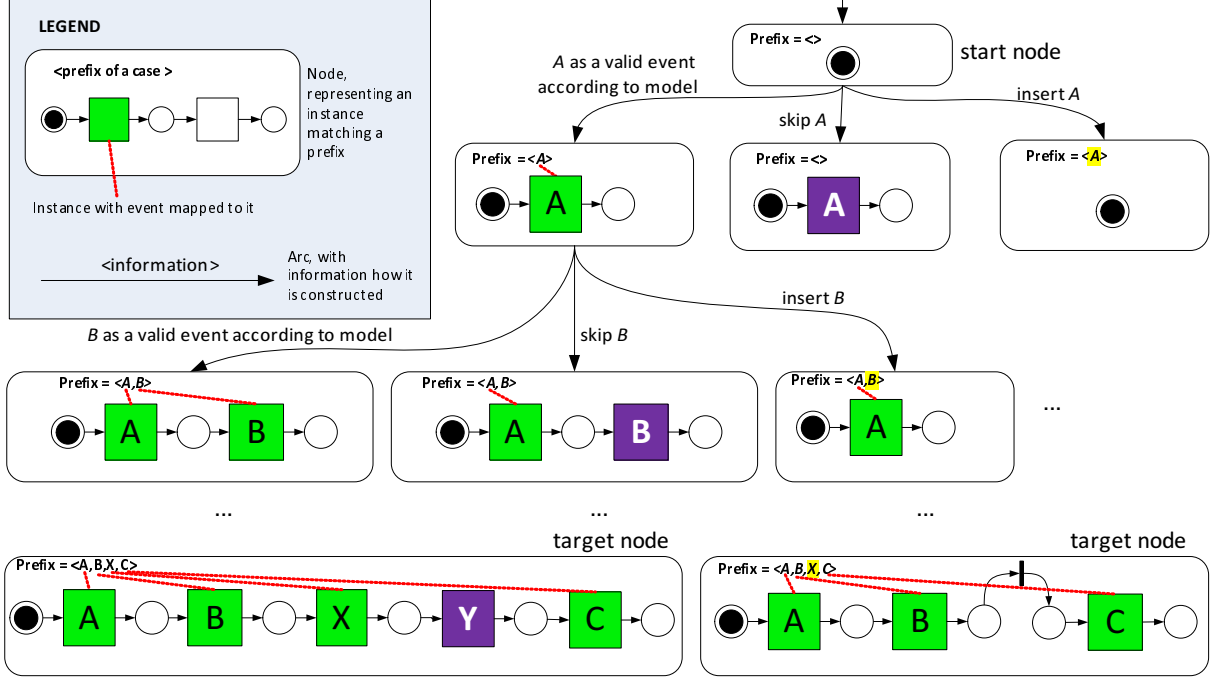 LEGEND
<prefix of a case >
Node,
representing an
instance
matching a
prefix
Instance with event mapped to it
<information>
Arc, with
information how it
is constructed
Prefix = <>
start node
A as a valid event
according to model
skip A
insert A
Prefix = <A>
A
Prefix = <>
A
Prefix = <A>
B as a valid event according to model
skip B
insert B
Prefix = <A,B>
A
B
Prefix = <A,B>
A
B
Prefix = <A,B>
A
...
...
...
...
target node
Prefix = <A,B,X,C>
A
B
X
Y
C
target node
Prefix = <A,B,X,C>
A
B
C